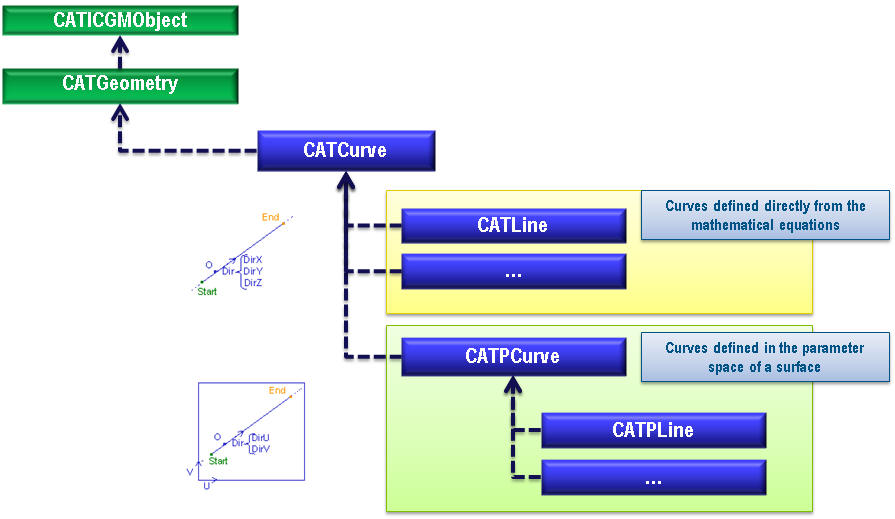 CATICGMObject
CATGeometry
CATCurve
Curves defined directly from the
mathematical equations
CATLine
...
End
O
Dir
DirX
DirY
DirZ
Start
Curves defined in the parameter
space of a surface
CATPCurve
CATPLine
...
End
O
Dir
DirU
DirV
Start
V
U